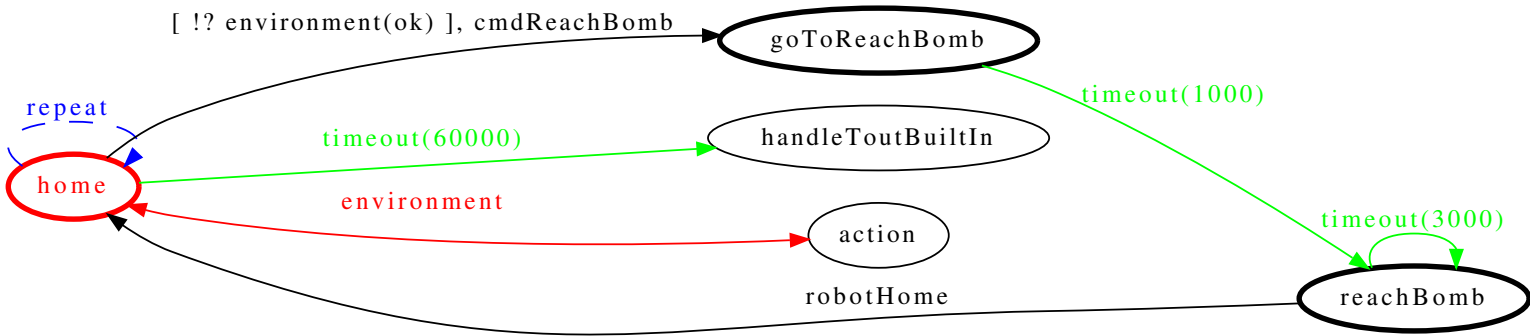 [ !? environment(ok) ], cmdReachBomb
goToReachBomb
timeout(1000)
repeat
timeout(60000)
handleToutBuiltIn
home
environment
action
timeout(3000)
robotHome
reachBomb